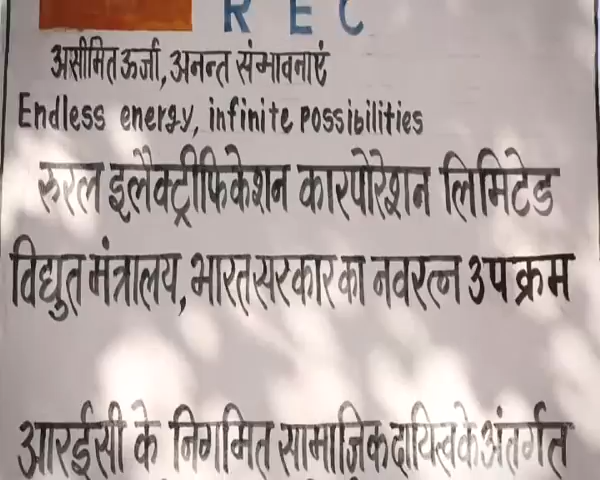 REC
असीमित ऊर्जा, अनन्त संभावनाएं
Endless energy, infinite possibilities
रुरल इलैक्ट्रीफिकेशन कारपोरेशन लिमिटेड
विद्युत मंत्रालय, भारत सरकार का नवरत्न उपक्रम
आरईसी के निगमित सामाजिक दायित्व के अंतर्गत